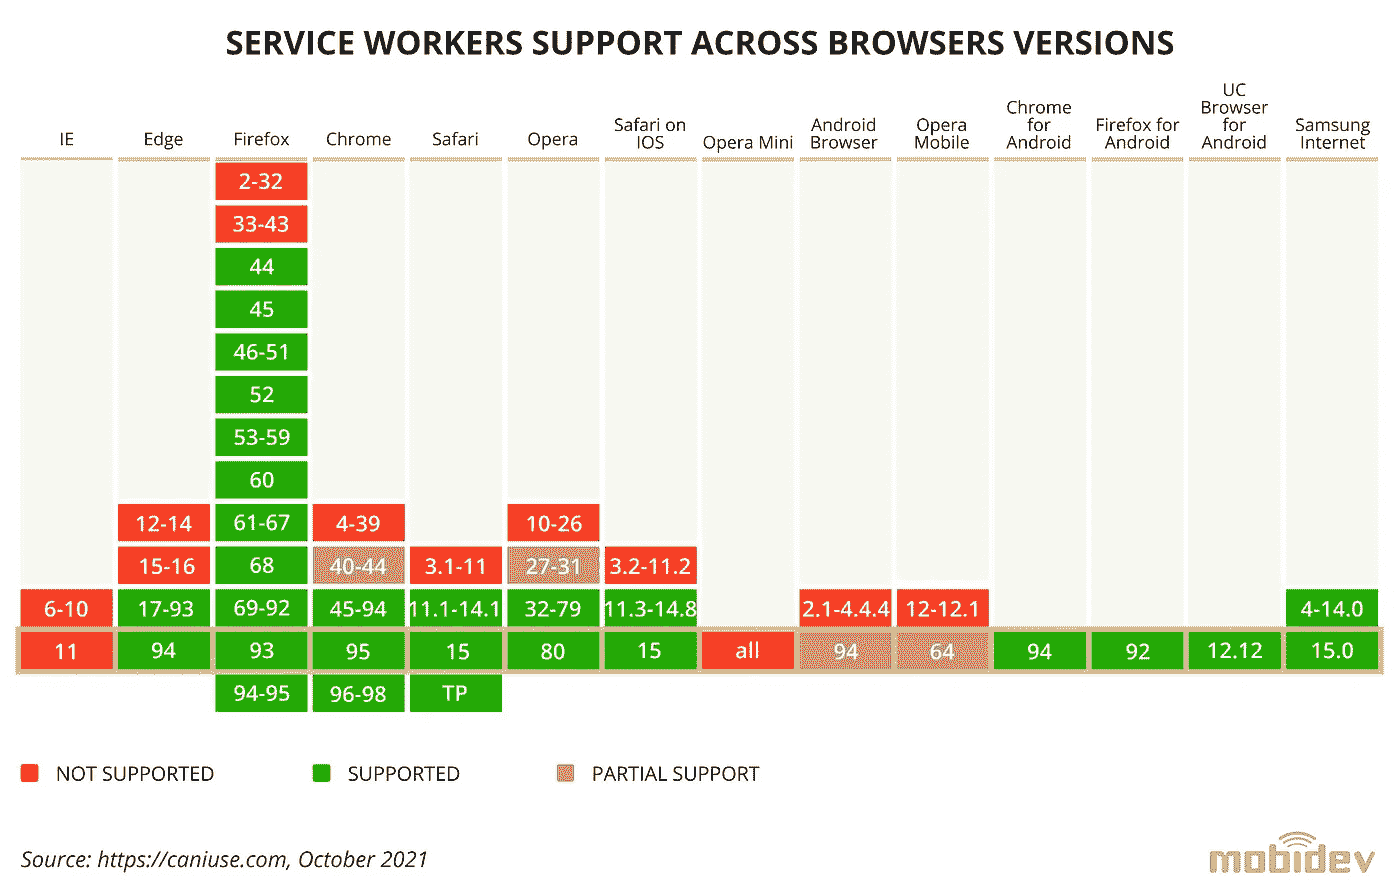 SERVICE WORKERS SUPPORT ACROSS BROWSERS VERSIONS
IE
Edge
Firefox
Chrome
Safari
Opera
Safari on
IOS
Opera Mini
Android
Browser
Opera
Mobile
Chrome
for
Android
Firefox for
Android
UC
Browser
for
Android
Samsung
Internet
2-32
33-43
44
45
46-51
52
53-59
60
12-14 61-67 4-39 10-26
15-16 68 40-44 3.1-11 27-31 3.2-11.2
6-10 17-93 69-92 45-94 11.1-14.1 32-79 11.3-14.8 2.1-4.4.4 12-12.1 4-14.0
11 94 93 95 15 80 15 all 94 64 94 92 12.12 15.0
94-95 96-98 TP
NOT SUPPORTED SUPPORTED PARTIAL SUPPORT
Source: https://caniuse.com, October 2021
mobidev